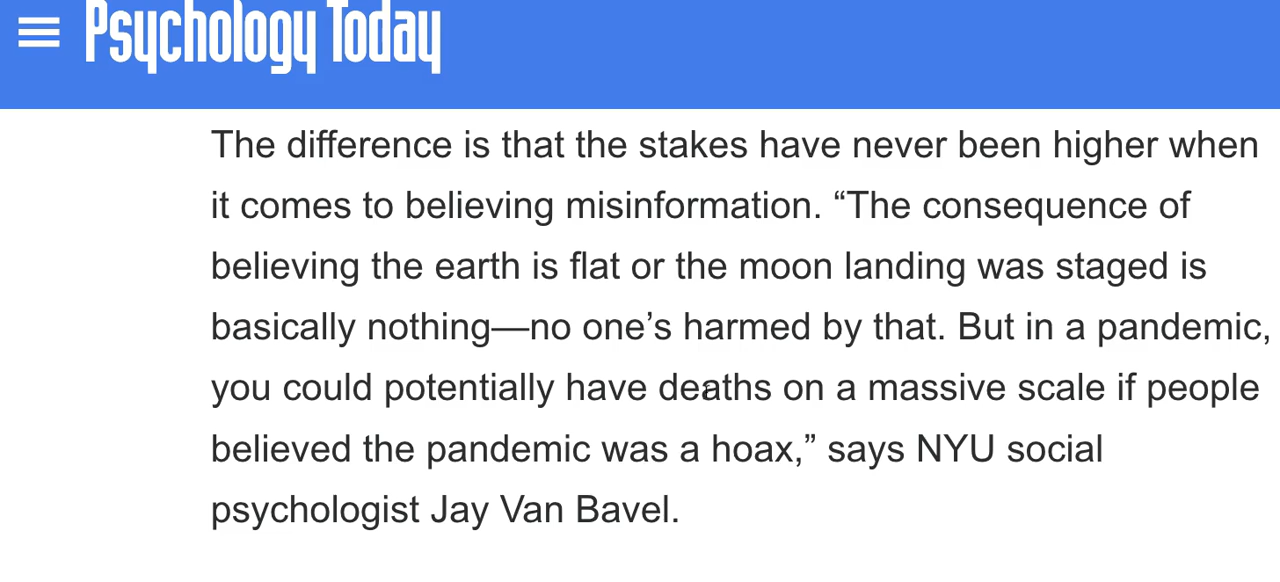 Psychology Today
The difference is that the stakes have never been higher when
it comes to believing misinformation. “The consequence of
believing the earth is flat or the moon landing was staged is
basically nothing—no one’s harmed by that. But in a pandemic,
you could potentially have deaths on a massive scale if people
believed the pandemic was a hoax,” says NYU social
psychologist Jay Van Bavel.